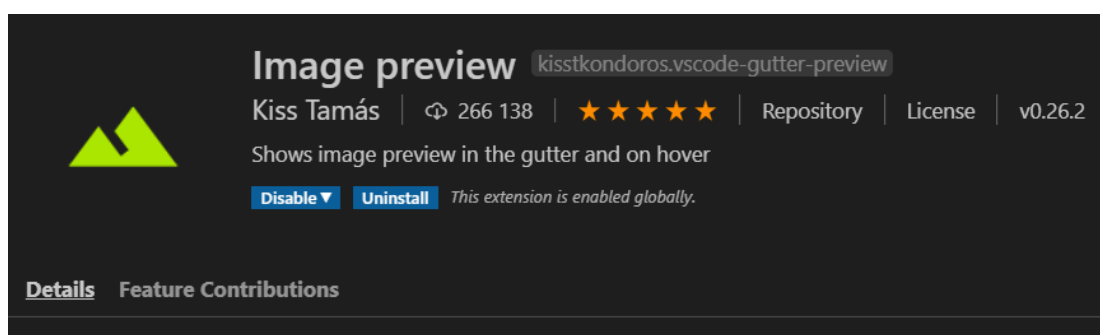 Image preview kisstkondoros.vscode-gutter-preview
Kiss Tamás 266 138 Repository License v0.26.2
Shows image preview in the gutter and on hover
Disable Uninstall This extension is enabled globally.
Details Feature Contributions